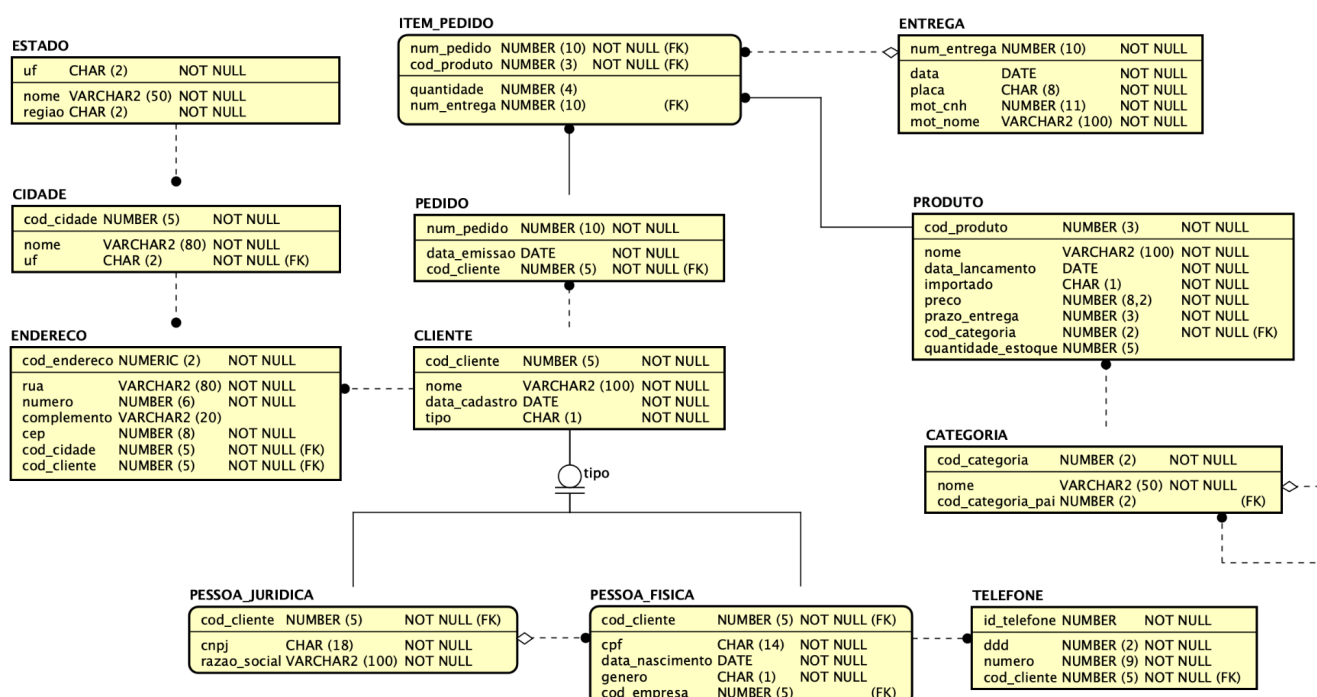 ESTADO
uf CHAR (2) NOT NULL
nome VARCHAR2 (50) NOT NULL
regiao CHAR (2) NOT NULL
CIDADE
cod_cidade NUMBER (5) NOT NULL
nome VARCHAR2 (80) NOT NULL
uf CHAR (2) NOT NULL (FK)
ENDERECO
cod_endereco NUMERIC (2) NOT NULL
rua VARCHAR2 (80) NOT NULL
numero NUMBER (6) NOT NULL
complemento VARCHAR2 (20)
cep NUMBER (8) NOT NULL
cod_cidade NUMBER (5) NOT NULL (FK)
cod_cliente NUMBER (5) NOT NULL (FK)
ITEM_PEDIDO
num_pedido NUMBER (10) NOT NULL (FK)
cod_produto NUMBER (3) NOT NULL (FK)
quantidade NUMBER (4)
num_entrega NUMBER (10) (FK)
PEDIDO
num_pedido NUMBER (10) NOT NULL
data_emissao DATE NOT NULL
cod_cliente NUMBER (5) NOT NULL (FK)
CLIENTE
cod_cliente NUMBER (5) NOT NULL
nome VARCHAR2 (100) NOT NULL
data_cadastro DATE NOT NULL
tipo CHAR (1) NOT NULL
tipo
ENTREGA
num_entrega NUMBER (10) NOT NULL
data DATE NOT NULL
placa CHAR (8) NOT NULL
mot_cnh NUMBER (11) NOT NULL
mot_nome VARCHAR2 (100) NOT NULL
PRODUTO
cod_produto NUMBER (3) NOT NULL
nome VARCHAR2 (100) NOT NULL
data_lancamento DATE NOT NULL
importado CHAR (1) NOT NULL
preco NUMBER (8,2) NOT NULL
prazo_entrega NUMBER (3) NOT NULL
cod_categoria NUMBER (2) NOT NULL (FK)
quantidade_estoque NUMBER (5)
CATEGORIA
cod_categoria NUMBER (2) NOT NULL
nome VARCHAR2 (50) NOT NULL
cod_categoria_pai NUMBER (2) (FK)
PESSOA_JURIDICA
cod_cliente NUMBER (5) NOT NULL (FK)
cnpj CHAR (18) NOT NULL
razao_social VARCHAR2 (100) NOT NULL
PESSOA_FISICA
cod_cliente NUMBER (5) NOT NULL (FK)
cpf CHAR (14) NOT NULL
data_nascimento DATE NOT NULL
genero CHAR (1) NOT NULL
cod_empresa NUMBER (5) (FK)
TELEFONE
id_telefone NUMBER NOT NULL
ddd NUMBER (2) NOT NULL
numero NUMBER (9) NOT NULL
cod_cliente NUMBER (5) NOT NULL (FK)